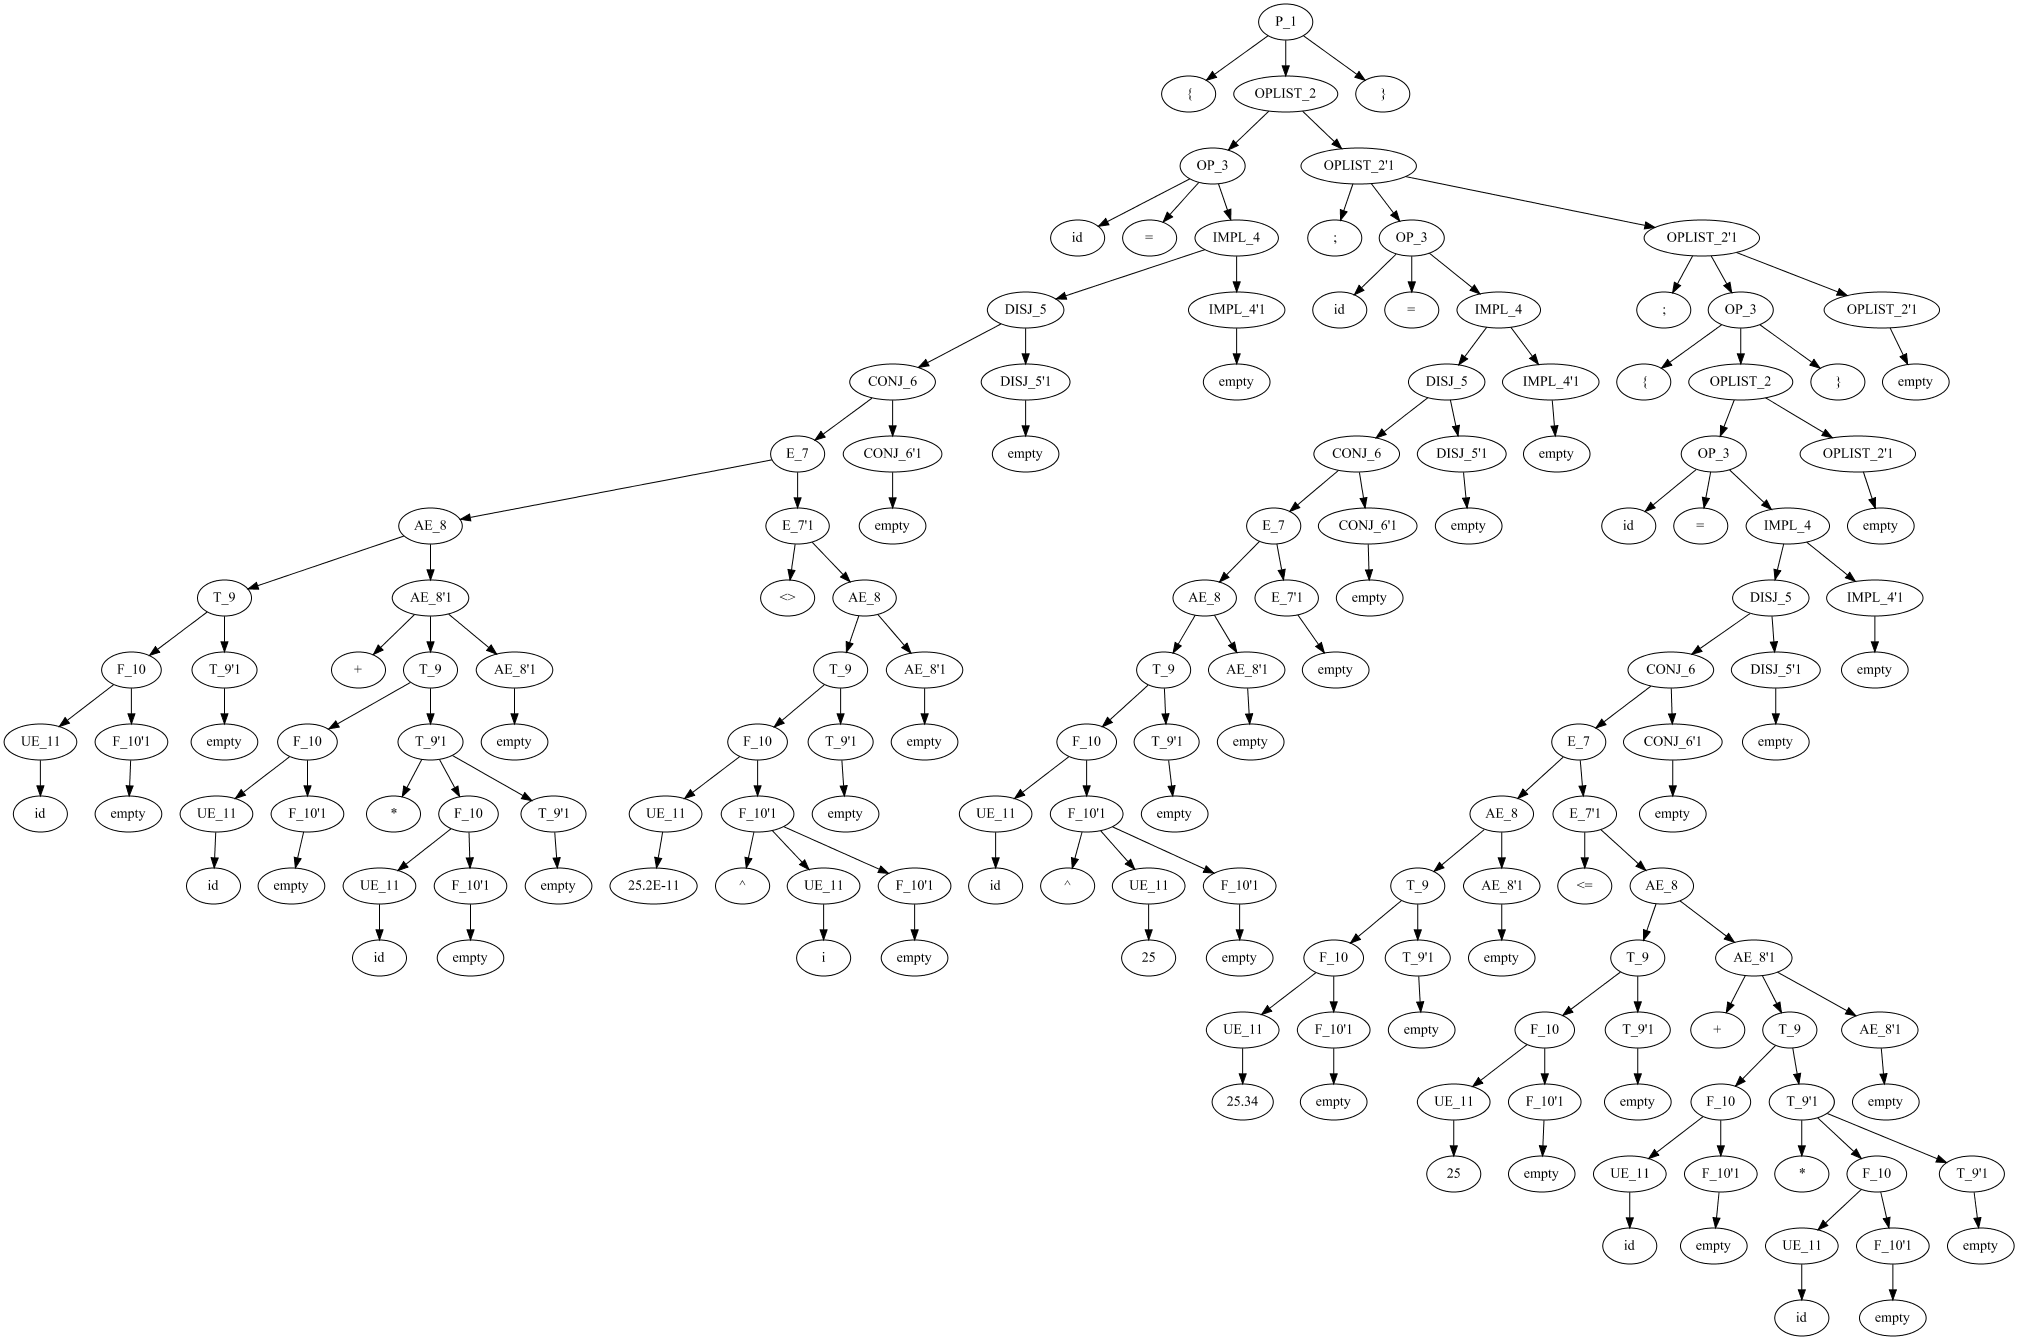 P_1
{ OPLIST_2 }
OP_3 OPLIST_2'1
id = IMPL_4 ; OP_3 OPLIST_2'1
DISJ_5 IMPL_4'1 id = IMPL_4 ; OP_3 OPLIST_2'1
CONJ_6 DISJ_5'1 empty DISJ_5 IMPL_4'1 { OPLIST_2 } empty
E_7 CONJ_6'1 empty CONJ_6 DISJ_5'1 empty OP_3 OPLIST_2'1
AE_8 E_7'1 empty E_7 CONJ_6'1 empty id = IMPL_4 empty
T_9 AE_8'1 <> AE_8 AE_8 E_7'1 empty DISJ_5 IMPL_4'1
F_10 T_9'1 + T_9 AE_8'1 T_9 AE_8'1 T_9 AE_8'1 empty CONJ_6 DISJ_5'1 empty
UE_11 F_10'1 empty F_10 T_9'1 empty F_10 T_9'1 empty F_10 T_9'1 empty E_7 CONJ_6'1 empty
id empty UE_11 F_10'1 * F_10 T_9'1 UE_11 F_10'1 empty UE_11 F_10'1 empty AE_8 E_7'1 empty
id empty UE_11 F_10'1 empty 25.2E-11 ^ UE_11 F_10'1 id ^ UE_11 F_10'1 T_9 AE_8'1 <= AE_8
id empty i empty 25 empty F_10 T_9'1 empty T_9 AE_8'1
UE_11 F_10'1 empty F_10 T_9'1 + T_9 AE_8'1
25.34 empty UE_11 F_10'1 empty F_10 T_9'1 empty
25 empty UE_11 F_10'1 * F_10 T_9'1
id empty UE_11 F_10'1 empty
id empty